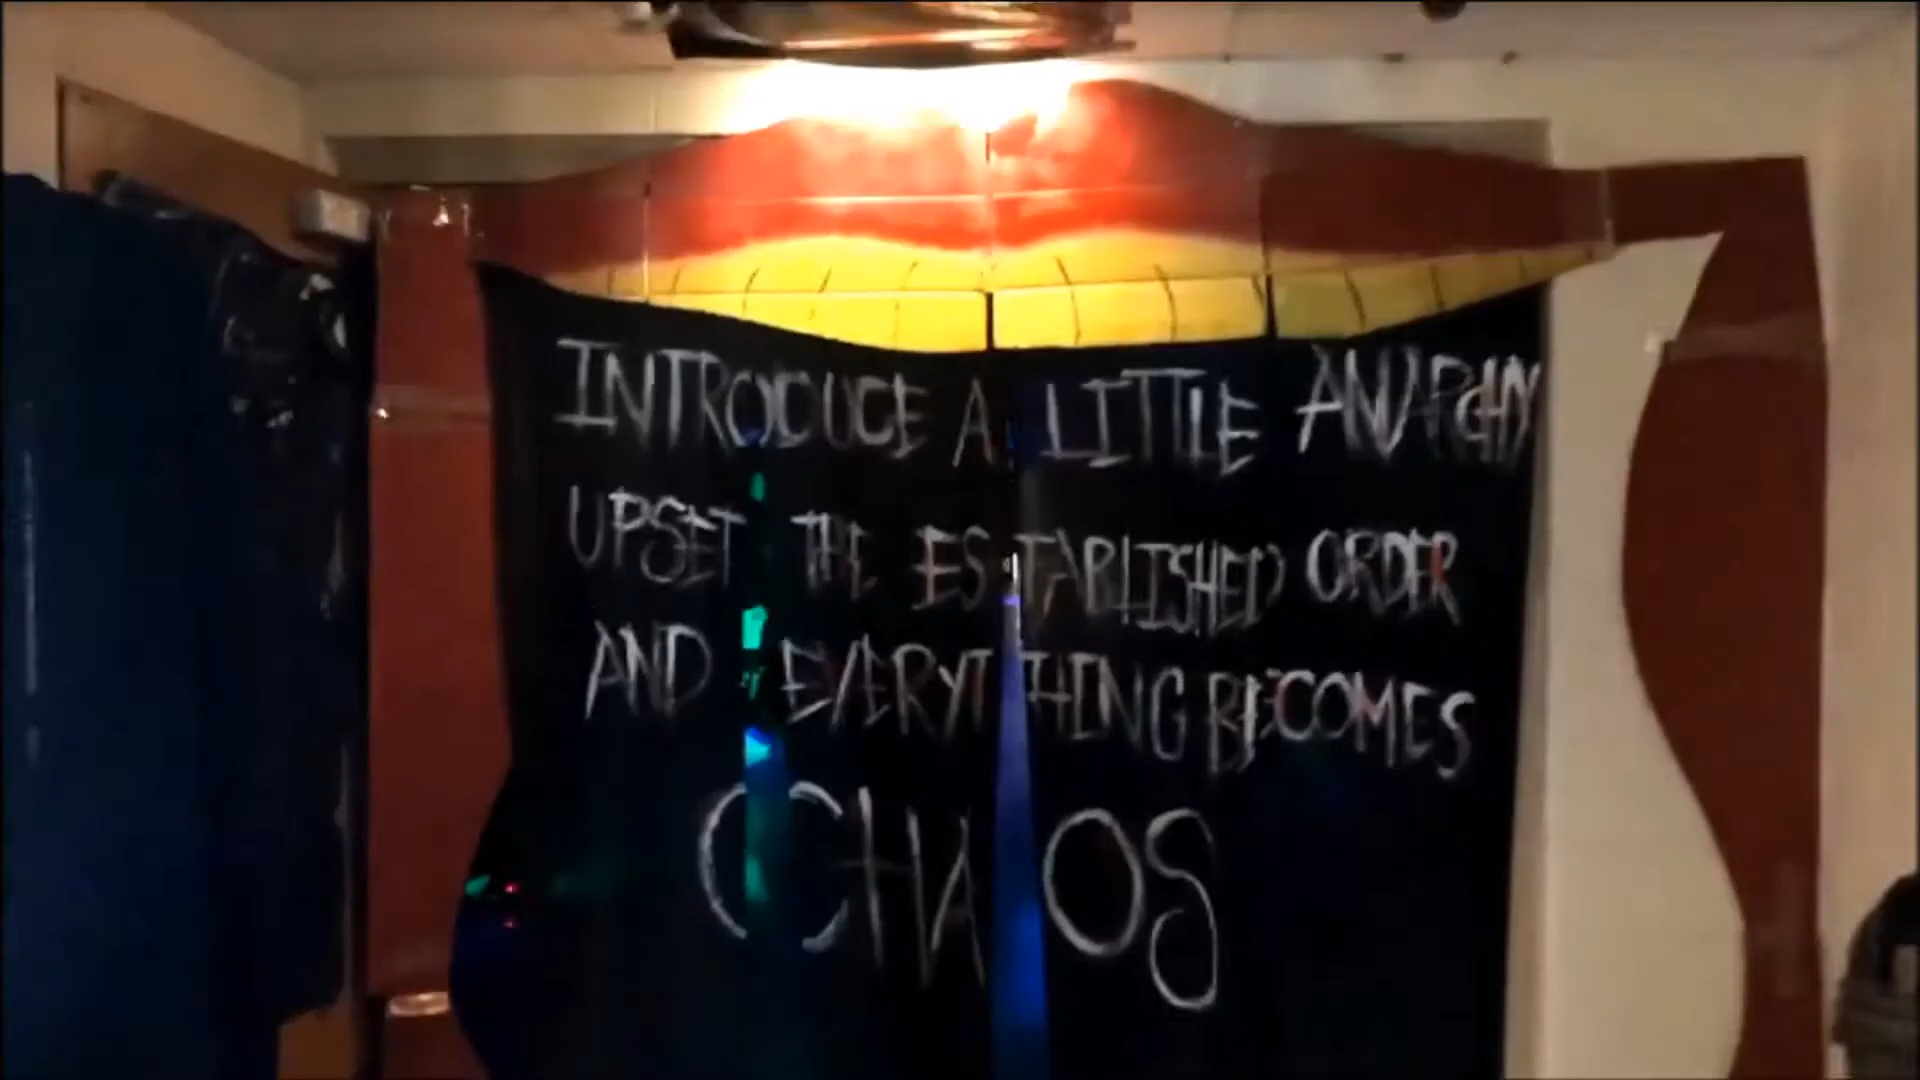 INTRODUCE A LITTLE ANARCHY
UPSET THE ESTABLISHED ORDER
AND EVERYTHING BECOMES
CHAOS